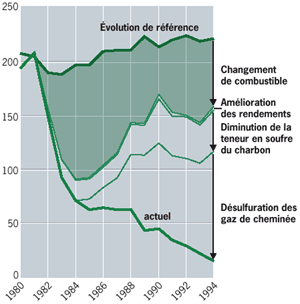 250
200
150
100
50
0
Évolution de référence
Changement
de combustible
Amélioration
des rendements
Diminution de la
teneur en soufre
du charbon
Désulfuration des
gaz de cheminée
actuel
1980
1982
1984
1986
1988
1990
1992
1994